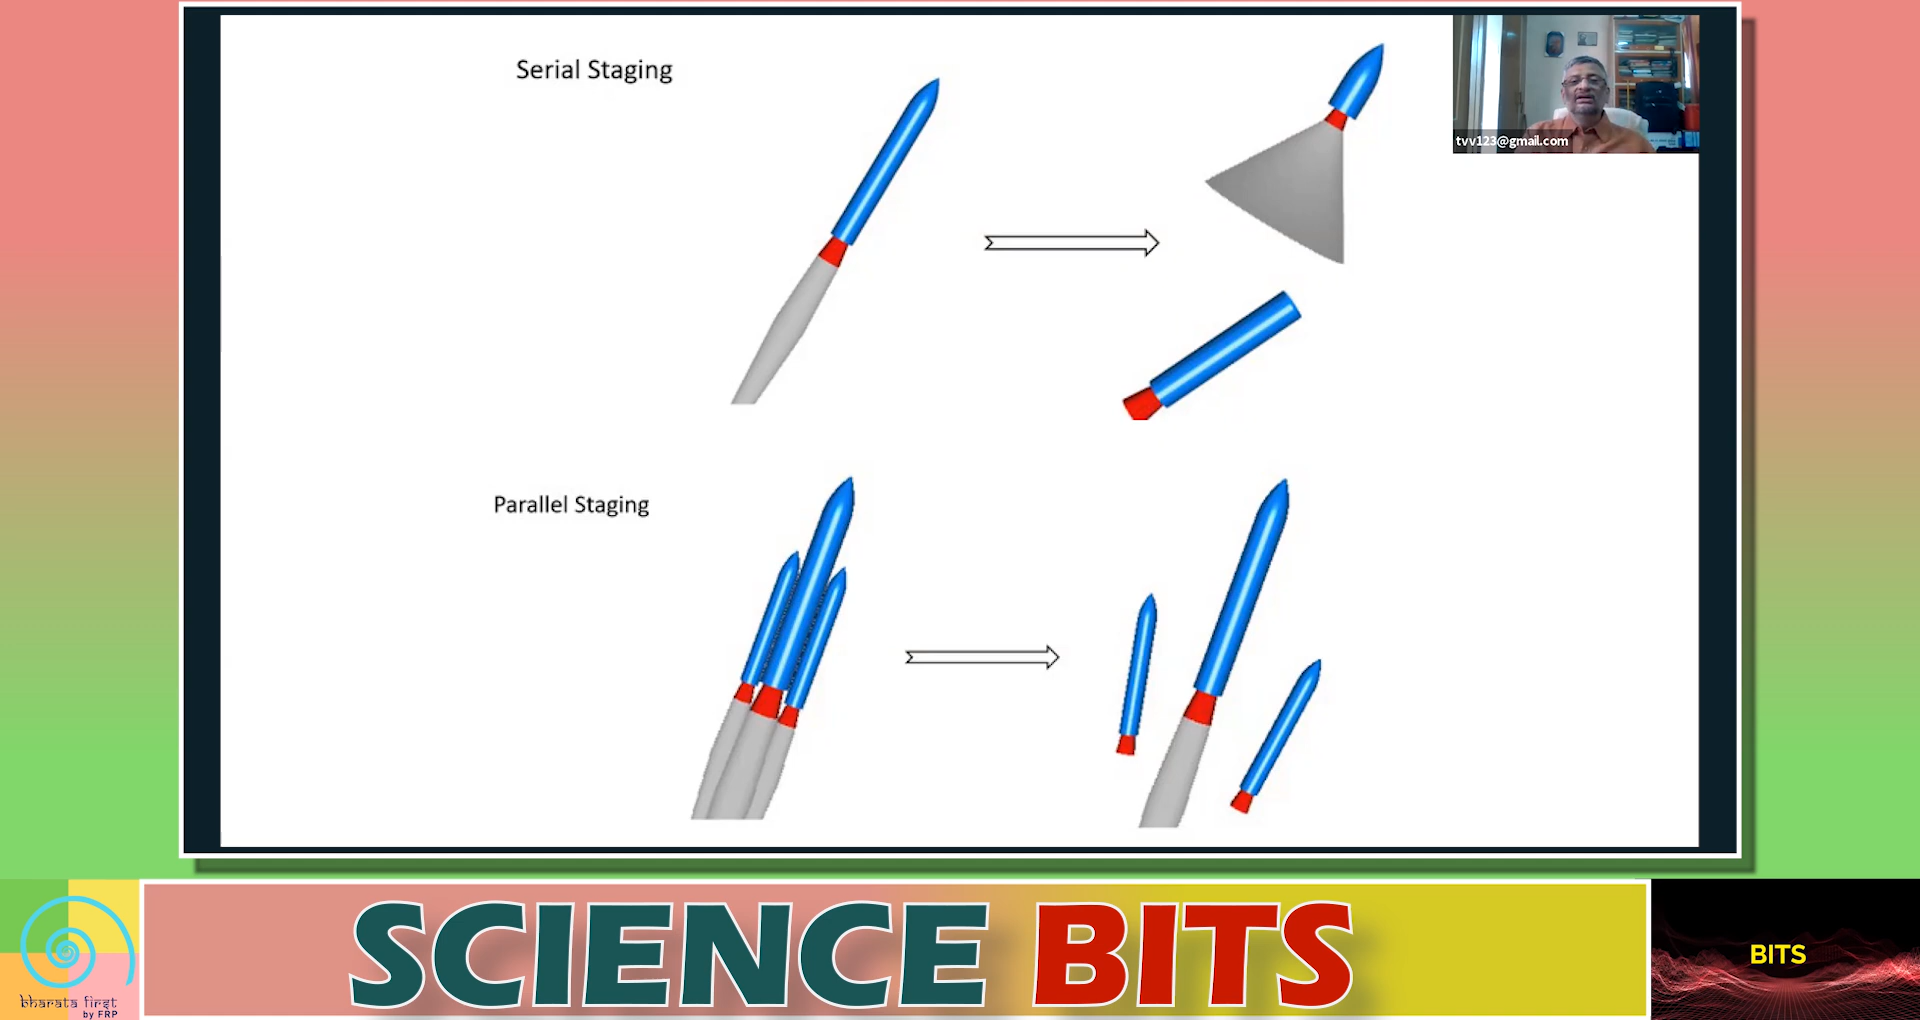 Serial Staging
tvv123@gmail.com
Parallel Staging
SCIENCE BITS
BITS
bharata first
by FRP